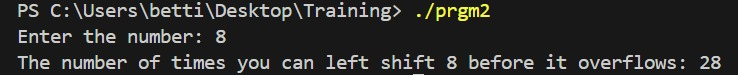 PS C:\Users\betti\Desktop\Training> ./prgm2
Enter the number: 8
The number of times you can left shift 8 before it overflows: 28